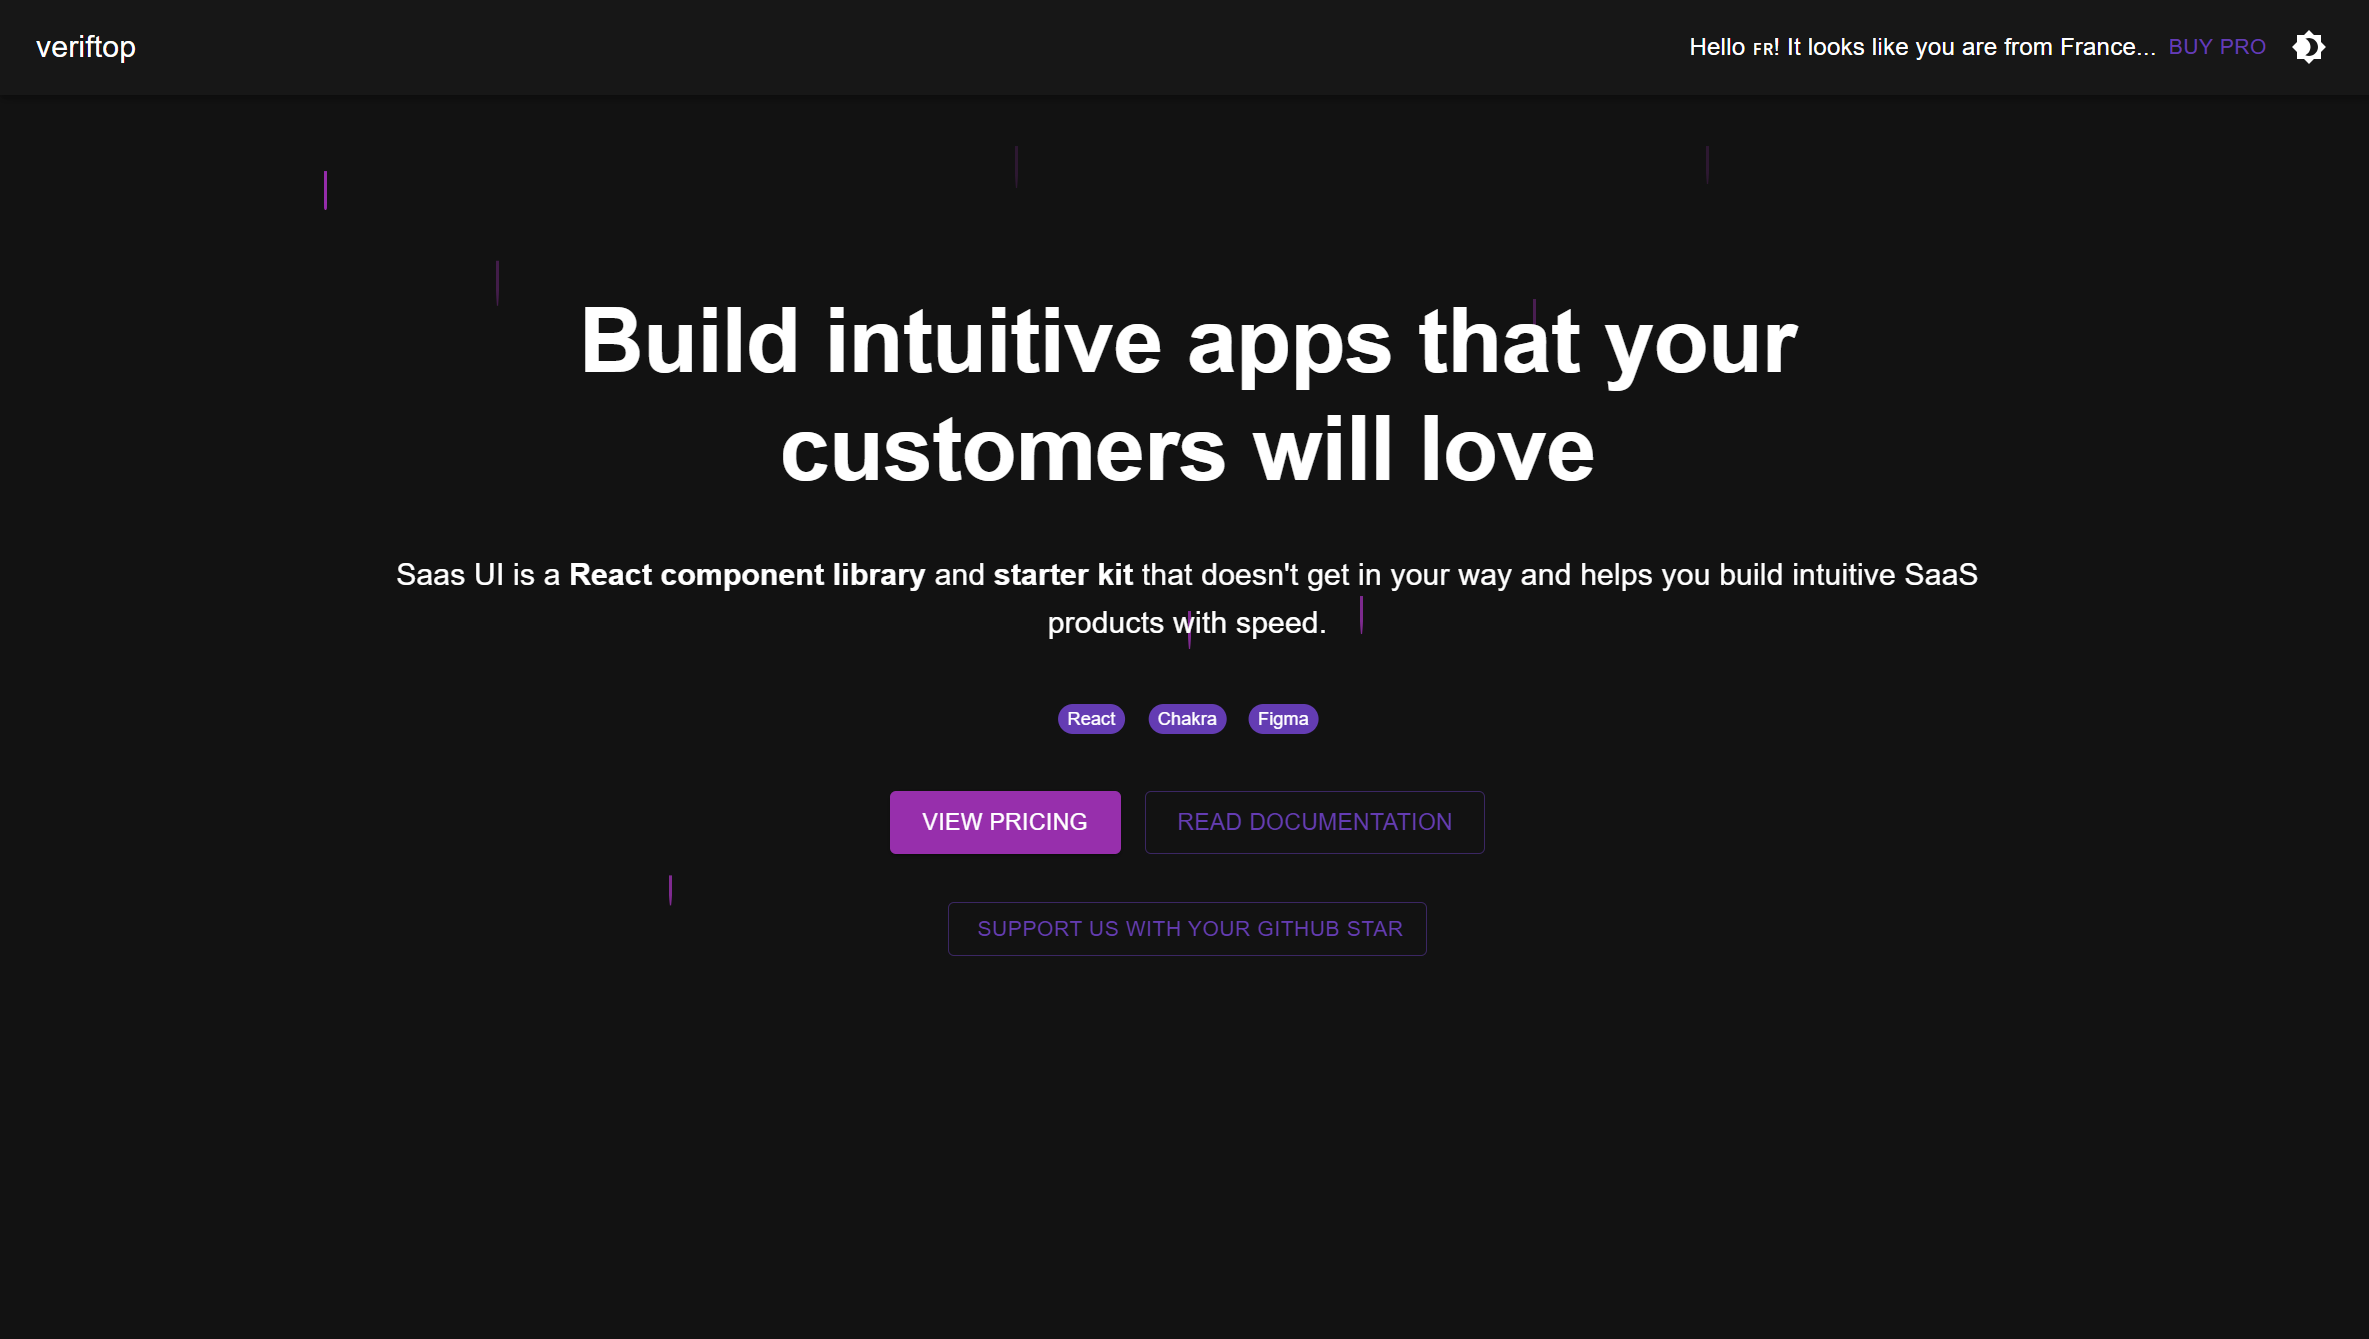 veriftop
Hello FR! It looks like you are from France... BUY PRO
Build intuitive apps that your
customers will love
Saas UI is a React component library and starter kit that doesn't get in your way and helps you build intuitive SaaS
products with speed.
React Chakra Figma
VIEW PRICING READ DOCUMENTATION
SUPPORT US WITH YOUR GITHUB STAR